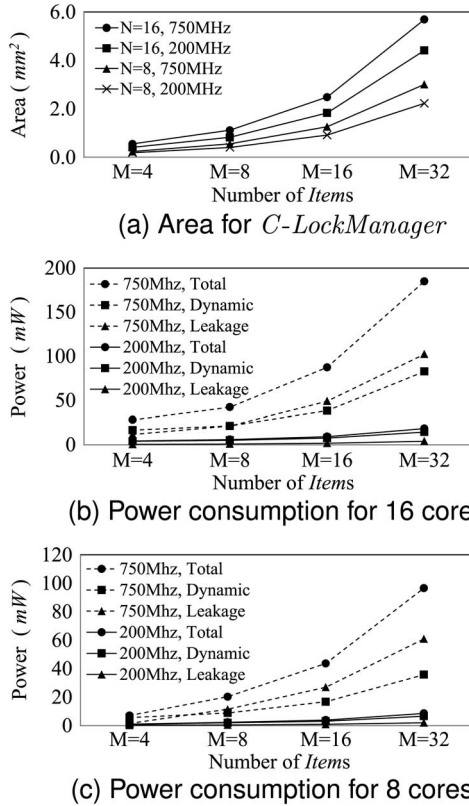 6.0
4.0
2.0
0.0
Area ( mm²)
N=16, 750MHz
N=16, 200MHz
N=8, 750MHz
N=8, 200MHz
M=4 M=8 M=16 M=32
Number of Items
(a) Area for C-LockManager
200
150
100
50
0
Power ( mW)
750Mhz, Total
750Mhz, Dynamic
750Mhz, Leakage
200Mhz, Total
200Mhz, Dynamic
200Mhz, Leakage
M=4 M=8 M=16 M=32
Number of Items
(b) Power consumption for 16 core
120
100
80
60
40
20
0
Power ( mW)
750Mhz, Total
750Mhz, Dynamic
750Mhz, Leakage
200Mhz, Total
200Mhz, Dynamic
200Mhz, Leakage
M=4 M=8 M=16 M=32
Number of Items
(c) Power consumption for 8 cores